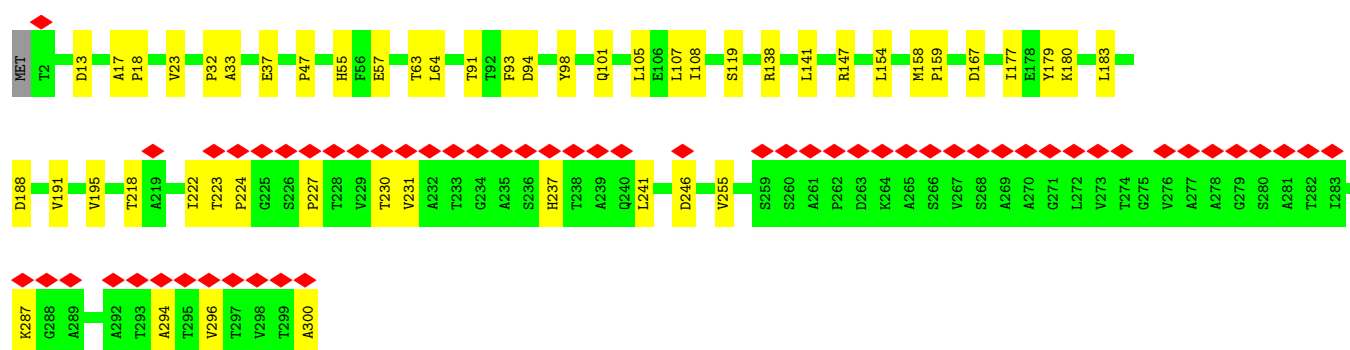 MET T2 D13 A17 P18 V23 P32 A33 E37 P47 H55 F56 E57 T63 L64 T91 T92 F93 D94 Y98 Q101 L105 E106 L107 I108 S119 R138 L141 R147 L154 M158 P159 D167 I177 E178 Y179 K180 L183
D188 V191 V195 T218 A219 I222 T223 P224 G225 S226 P227 T228 V229 T230 V231 A232 T233 G234 A235 S236 H237 T238 A239 Q240 L241 D246 V255 S259 S260 A261 P262 D263 K264 A265 S266 V267 S268 A269 A270 G271 L272 V273 T274 G275 V276 A277 A278 G279 S280 A281 T282 I283
K287 G288 A289 A292 T293 A294 T295 V296 T297 V298 T299 A300